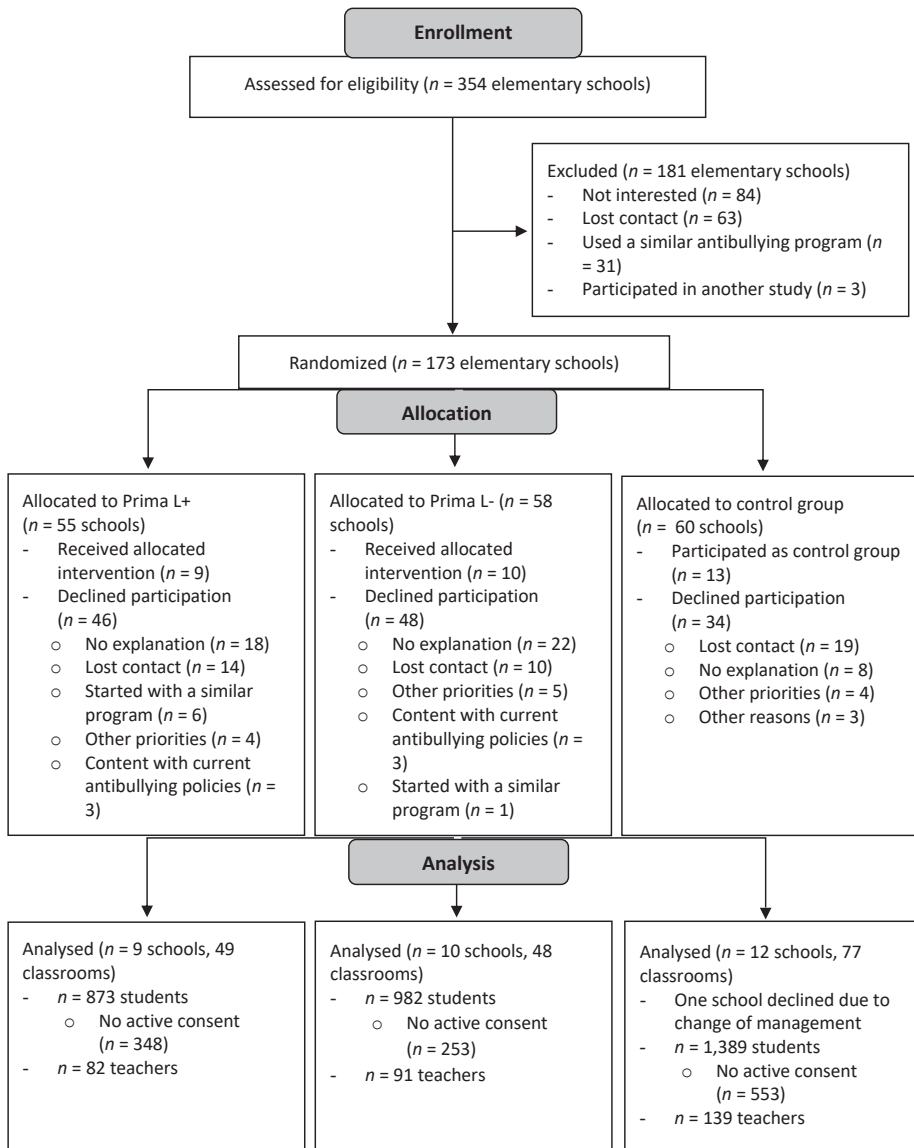 Enrollment
Assessed for eligibility (n = 354 elementary schools)
Excluded (n = 181 elementary schools)
- Not interested (n = 84)
- Lost contact (n = 63)
- Used a similar antibullying program (n
= 31)
- Participated in another study (n = 3)
Randomized (n = 173 elementary schools)
Allocation
Allocated to Prima L+
(n = 55 schools)
- Received allocated
intervention (n = 9)
- Declined participation
(n = 46)
o No explanation (n = 18)
o Lost contact (n = 14)
o Started with a similar
program (n = 6)
o Other priorities (n = 4)
o Content with current
antibullying policies (n =
3)
Allocated to Prima L- (n = 58
schools)
- Received allocated
intervention (n = 10)
- Declined participation
(n = 48)
o No explanation (n = 22)
o Lost contact (n = 10)
o Other priorities (n = 5)
o Content with current
antibullying policies (n =
3)
o Started with a similar
program (n = 1)
Allocated to control group
(n = 60 schools)
- Participated as control group
(n = 13)
- Declined participation
(n = 34)
o Lost contact (n = 19)
o No explanation (n = 8)
o Other priorities (n = 4)
o Other reasons (n = 3)
Analysis
Analysed (n = 9 schools, 49
classrooms)
- n = 873 students
o No active consent
(n = 348)
- n = 82 teachers
Analysed (n = 10 schools, 48
classrooms)
- n = 982 students
o No active consent
(n = 253)
- n = 91 teachers
Analysed (n = 12 schools, 77
classrooms)
- One school declined due to
change of management
- n = 1,389 students
o No active consent
(n = 553)
- n = 139 teachers